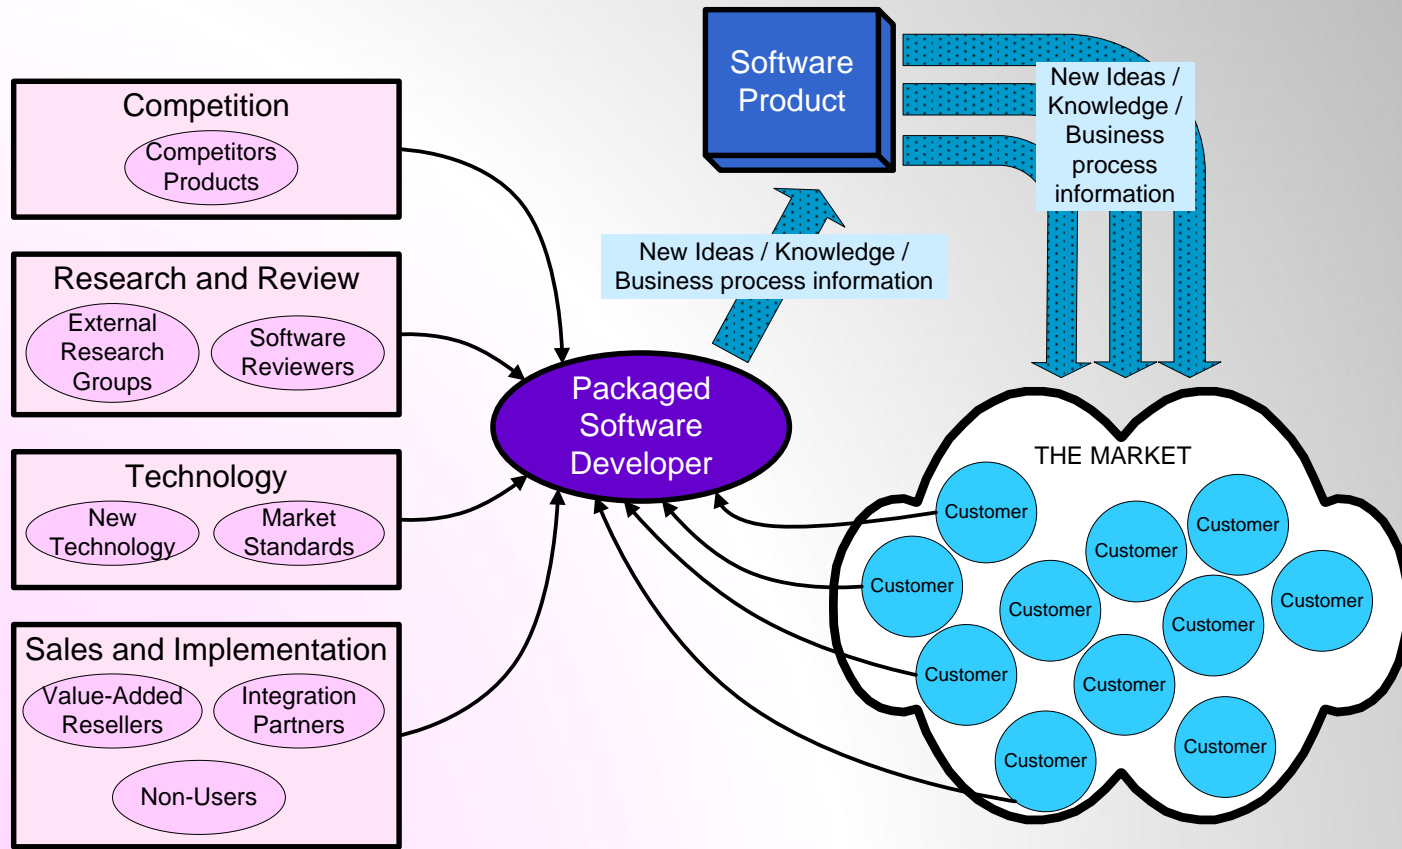 Competition
Competitors
Products
Research and Review
External
Research
Groups
Software
Reviewers
Technology
New
Technology
Market
Standards
Sales and Implementation
Value-Added
Resellers
Integration
Partners
Non-Users
Packaged
Software
Developer
New Ideas / Knowledge /
Business process information
Software
Product
New Ideas /
Knowledge /
Business
process
information
THE MARKET
Customer
Customer
Customer
Customer
Customer
Customer
Customer
Customer
Customer
Customer
Customer